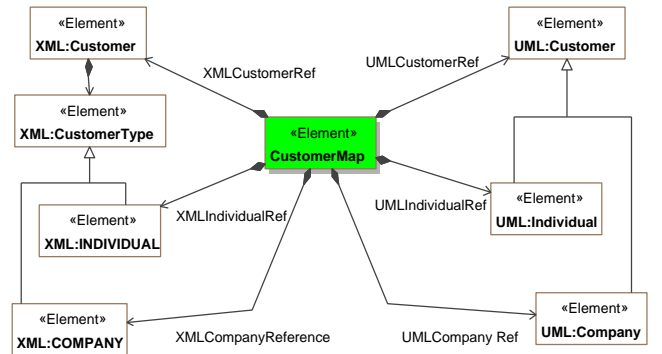 «Element»
XML:Customer
«Element»
UML:Customer
XMLCustomerRef
UMLCustomerRef
«Element»
XML:CustomerType
«Element»
CustomerMap
«Element»
XML:INDIVIDUAL
XMLIndividualRef
UMLIndividualRef
«Element»
UML:Individual
«Element»
XML:COMPANY
XMLCompanyReference
UMLCompany Ref
«Element»
UML:Company